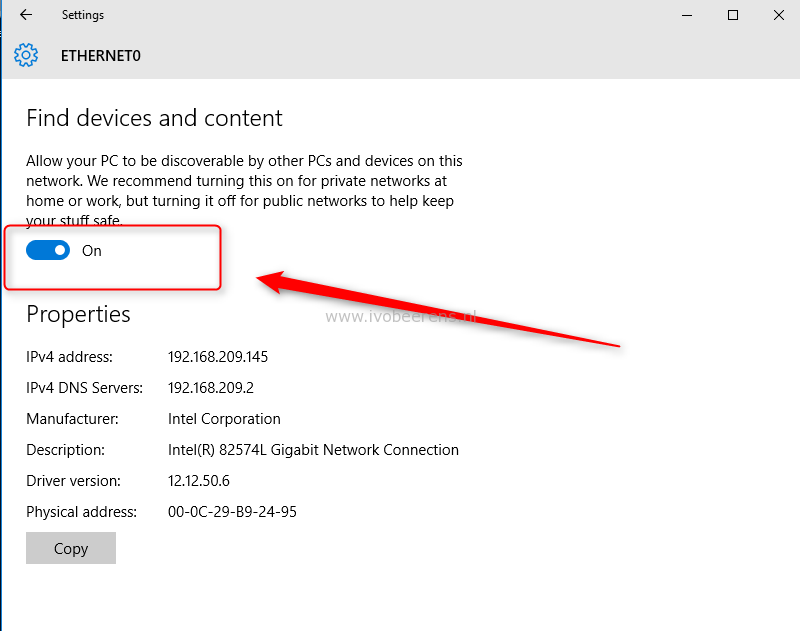 Settings
ETHERNET0
Find devices and content
Allow your PC to be discoverable by other PCs and devices on this
network. We recommend turning this on for private networks at
home or work, but turning it off for public networks to help keep
your stuff safe.
On
Properties
www.ivobeerens.nl
IPv4 address: 192.168.209.145
IPv4 DNS Servers: 192.168.209.2
Manufacturer: Intel Corporation
Description: Intel(R) 82574L Gigabit Network Connection
Driver version: 12.12.50.6
Physical address: 00-0C-29-B9-24-95
Copy